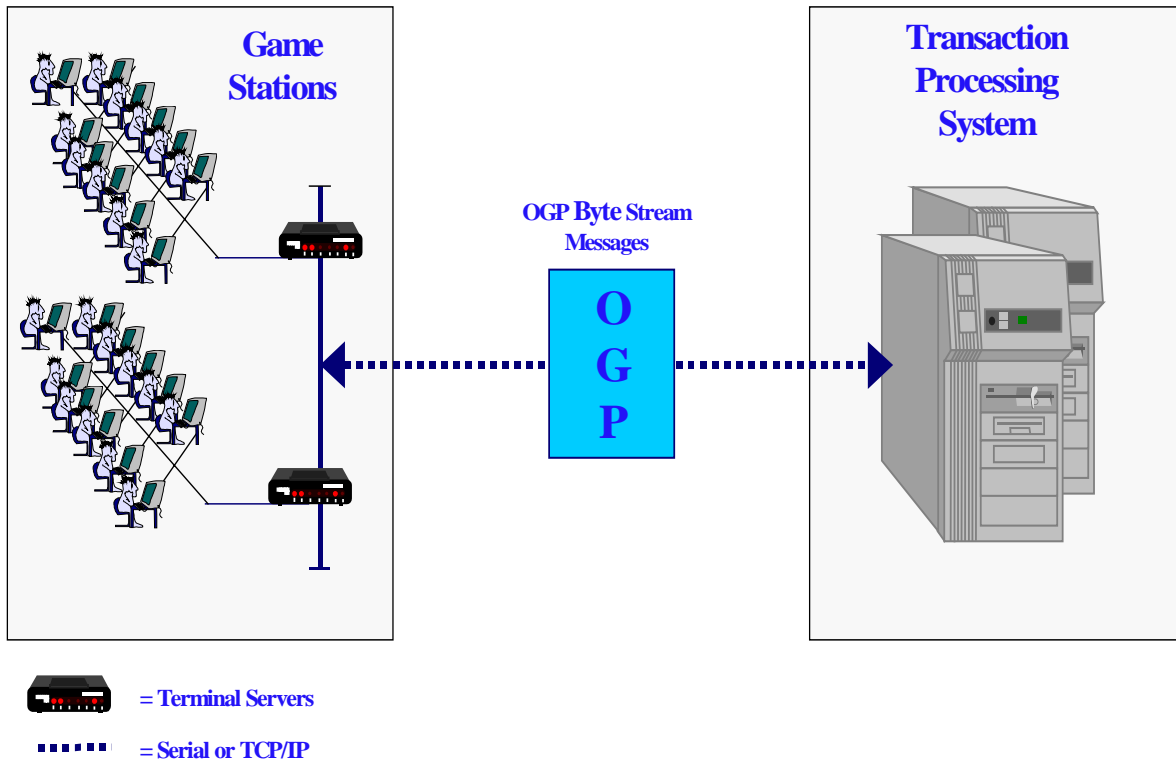 Game
Stations
Transaction
Processing
System
OGP Byte Stream
Messages
O
G
P
= Terminal Servers
= Serial or TCP/IP